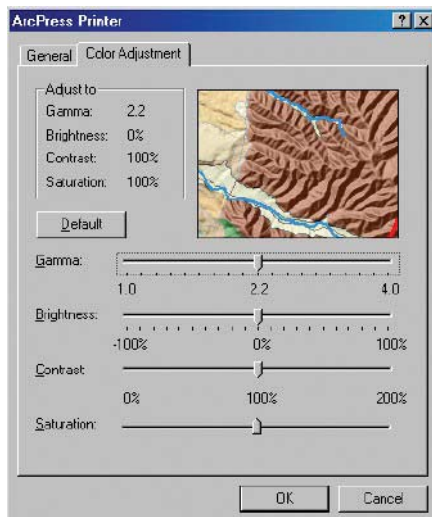 ArcPress Printer
General
Color Adjustment
Adjust to
Gamma: 2.2
Brightness: 0%
Contrast: 100%
Saturation: 100%
Default
Gamma:
1.0 2.2 4.0
Brightness:
-100% 0% 100%
Contrast:
0% 100% 200%
Saturation:
OK
Cancel